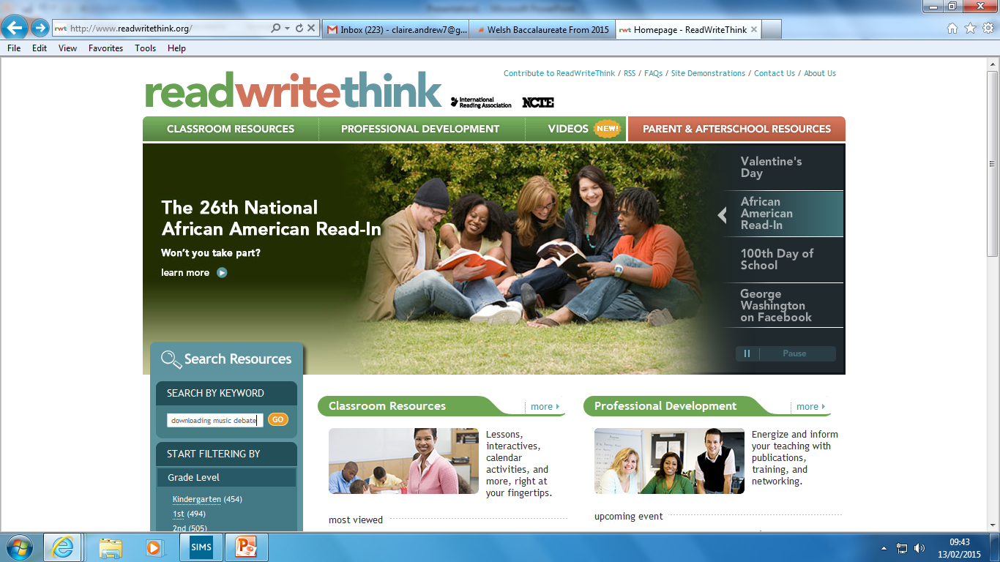 Presentation1 - Microsoft PowerPoint
rwt http://www.readwritethink.org/
Inbox (223) - claire.andrew7@g...
Welsh Baccalaureate From 2015
rwt Homepage - ReadWriteThink
File Edit View Favorites Tools Help
Contribute to ReadWriteThink / RSS / FAQs / Site Demonstrations / Contact Us / About Us
readwritethink
International
Reading Association
NCTE
CLASSROOM RESOURCES
PROFESSIONAL DEVELOPMENT
VIDEOS NEW!
PARENT & AFTERSCHOOL RESOURCES
The 26th National
African American Read-In
Won't you take part?
learn more
Valentine's
Day
African
American
Read-In
100th Day of
School
George
Washington
on Facebook
Pause
Search Resources
SEARCH BY KEYWORD
downloading music debate GO
START FILTERING BY
Grade Level
Kindergarten (454)
1st (494)
2nd (505)
Classroom Resources more
Lessons,
interactives,
calendar
activities, and
more, right at
your fingertips.
most viewed
Professional Development more
Energize and inform
your teaching with
publications,
training, and
networking.
upcoming event
SIMS
09:43
13/02/2015